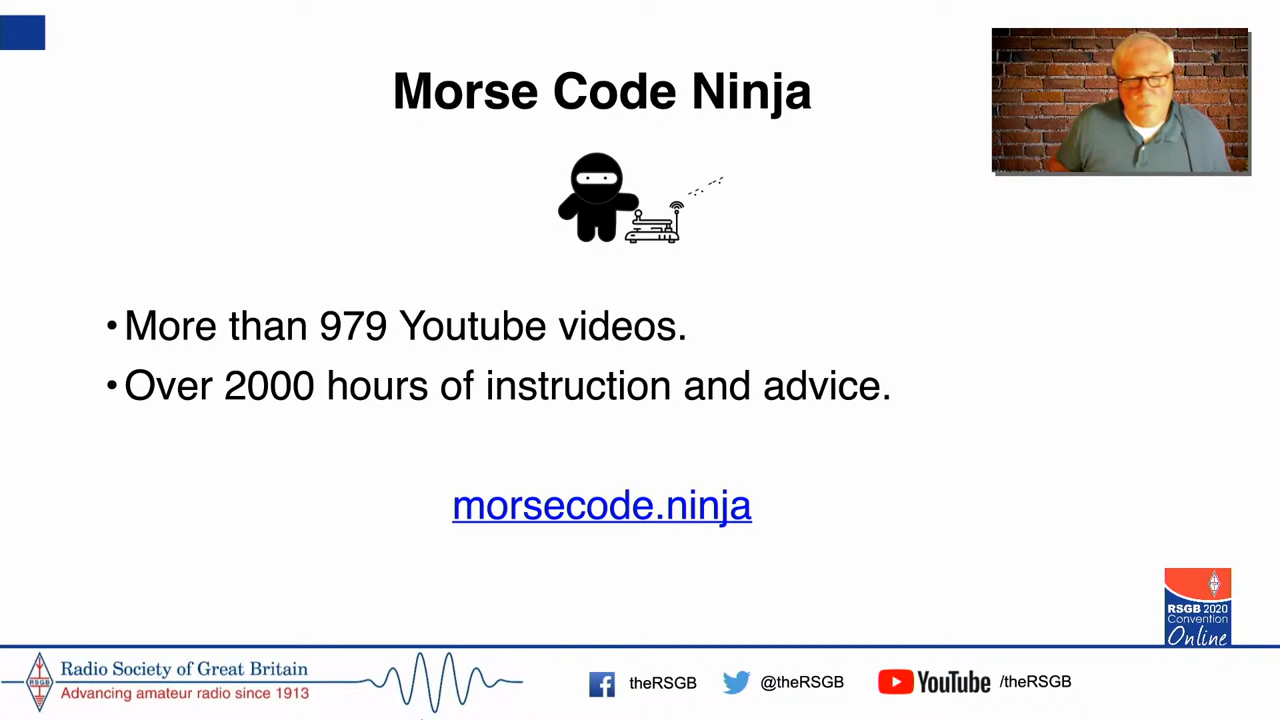 Morse Code Ninja
•More than 979 Youtube videos.
•Over 2000 hours of instruction and advice.
morsecode.ninja
RSGB 2020
Convention
Online
Radio Society of Great Britain
Advancing amateur radio since 1913
theRSGB
@theRSGB
YouTube /theRSGB
RSGB